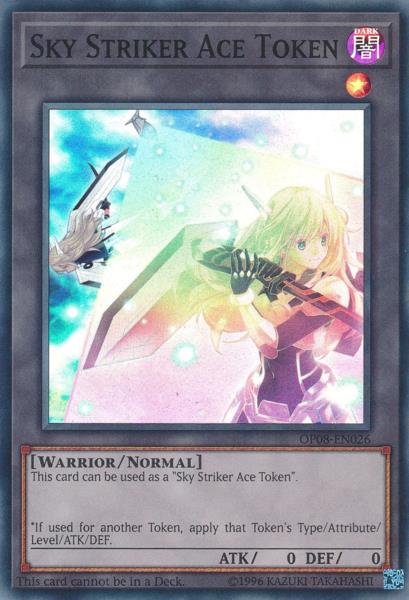 SKY STRIKER ACE TOKEN
DARK
闇
OP08-EN026
[WARRIOR/NORMAL]
This card can be used as a "Sky Striker Ace Token".
*If used for another Token, apply that Token's Type/Attribute/
Level/ATK/DEF.
ATK/ 0 DEF/ 0
This card cannot be in a Deck.
©1996 KAZUKI TAKAHASHI